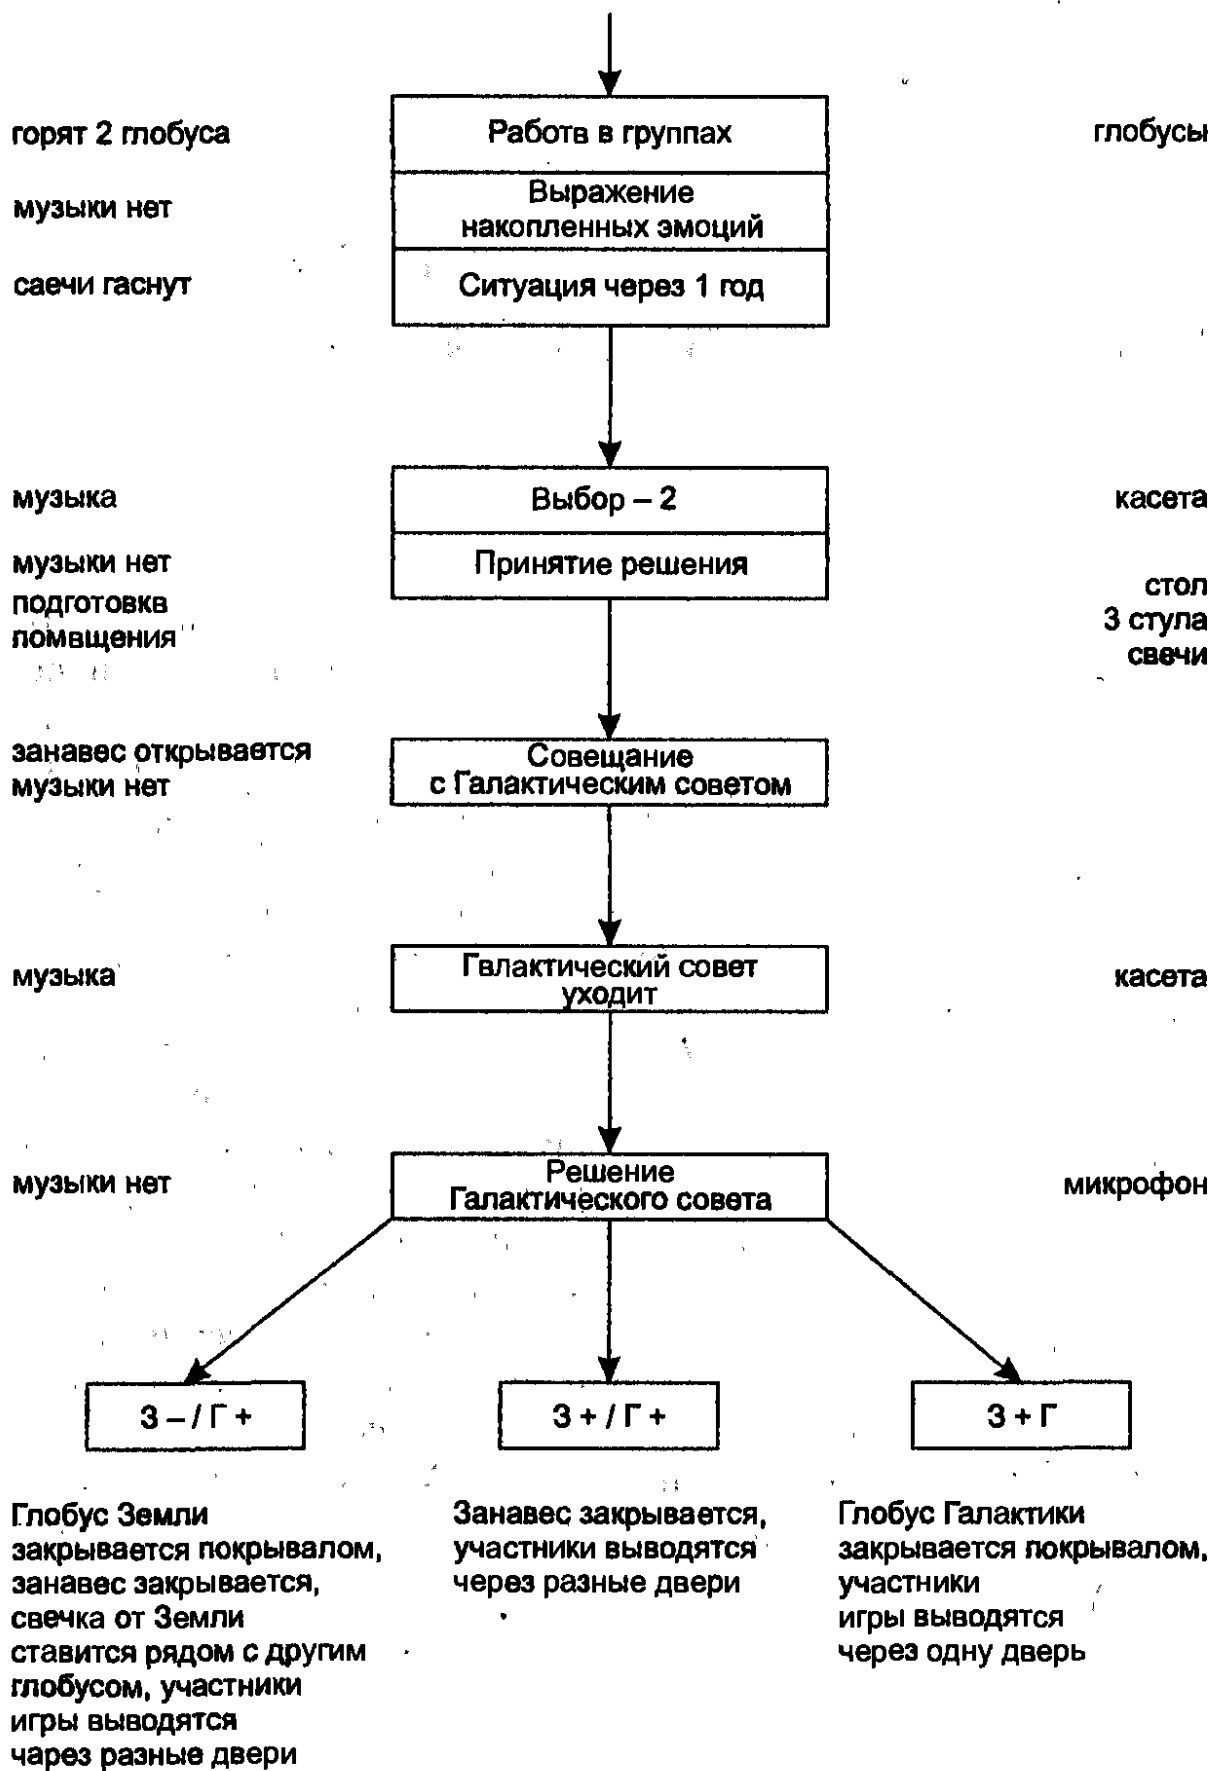 горят 2 глобуса
Работв в группах
глобусы
музыки нет
Выражение
накопленных эмоций
саечи гаснут
Ситуация через 1 год
музыка
Выбор – 2
касета
музыки нет
Принятие решения
подготовкв
помвщения
стол
3 стула
свечи
занавес открывается
музыки нет
Совещание
с Галактическим советом
музыка
Гвлактический совет
уходит
касета
музыки нет
Решение
Галактического совета
микрофон
З – / Г +
З + / Г +
З + Г
Глобус Земли
закрывается покрывалом,
занавес закрывается,
свечка от Земли
ставится рядом с другим
глобусом, участники
игры выводятся
чарез разные двери
Занавес закрывается,
участники выводятся
через разные двери
Глобус Галактики
закрывается покрывалом,
участники
игры выводятся
через одну дверь